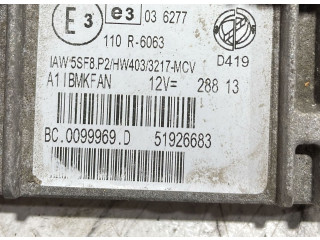 E3 e3 03 6277
110 R-6063 D419
IAW 5SF8.P2/HW403/3217-MCV
A1IBMKFAN 12V= 288 13
BC.0099969.D 51926683